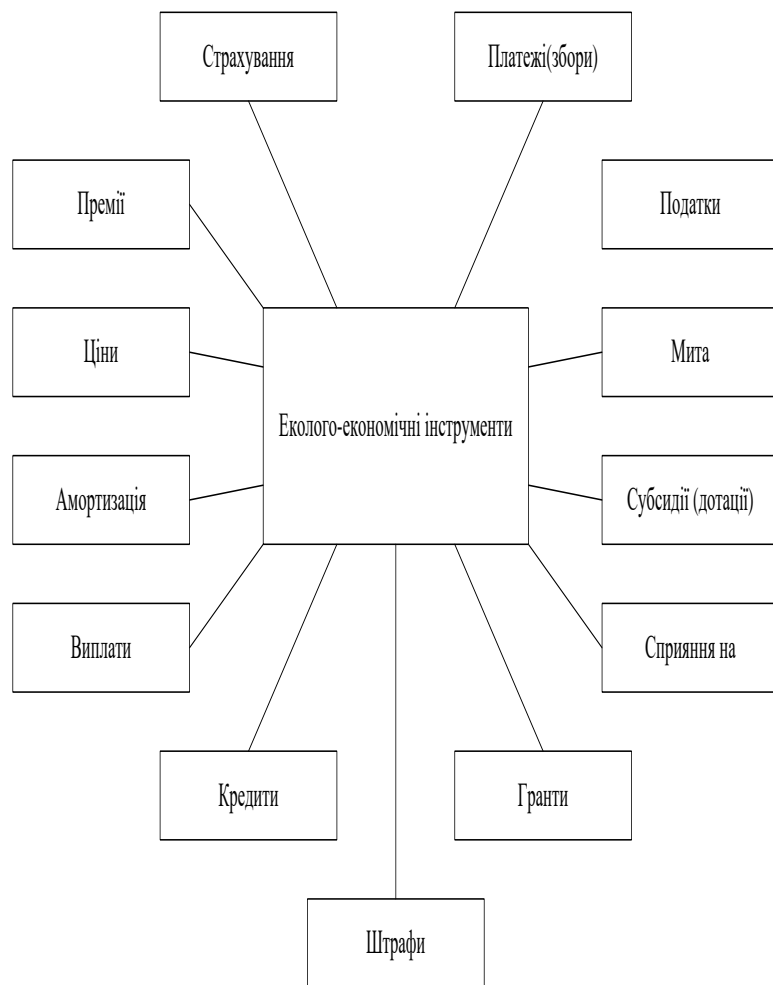 Страхування
Платежі(збори)
Премії
Податки
Ціни
Мита
Еколого-економічні інструменти
Амортизація
Субсидії (дотації)
Виплати
Сприяння на
Кредити
Гранти
Штрафи